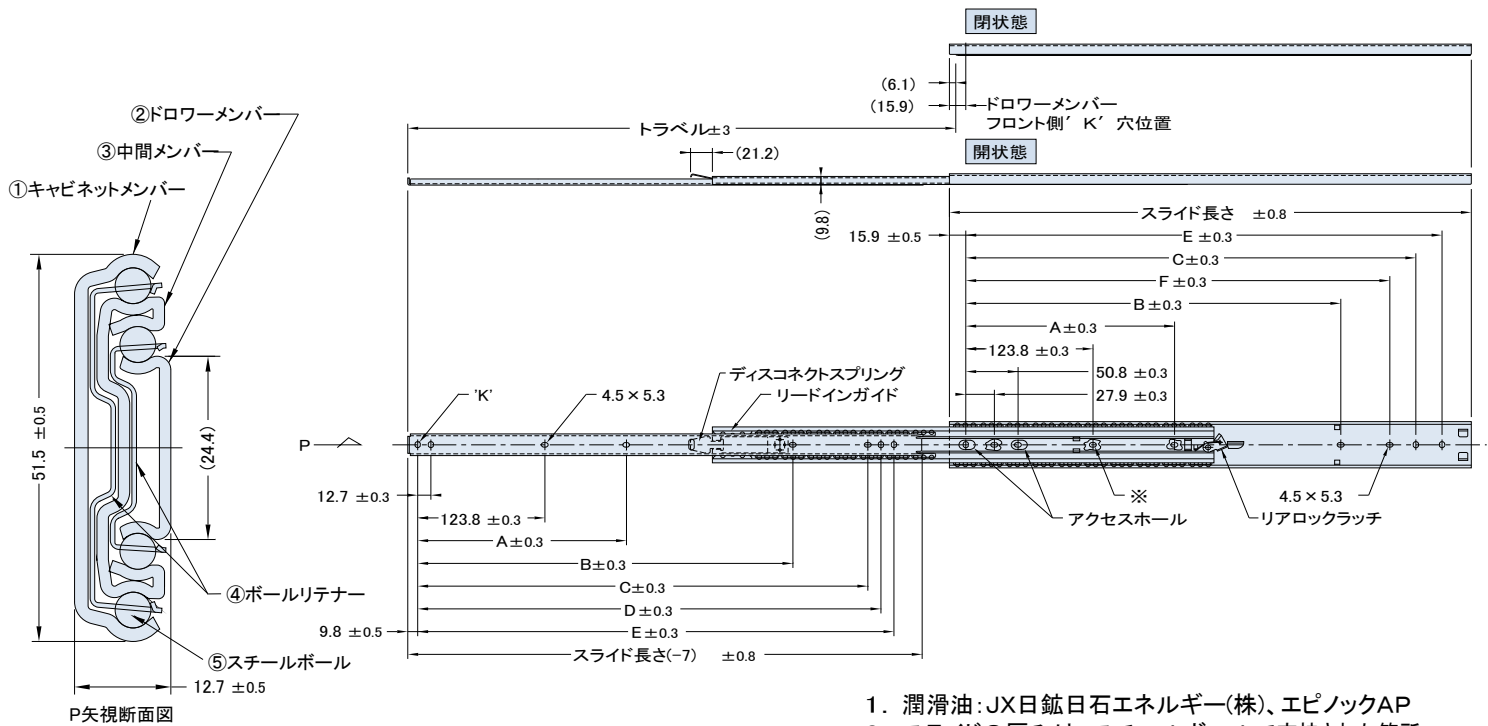 閉状態
(6.1)
(15.9)
ドロワーメンバー
フロント側’K’穴位置
トラベル±3
(21.2)
開状態
(9.8)
スライド長さ ±0.8
15.9 ±0.5
E±0.3
C±0.3
F±0.3
B±0.3
A±0.3
123.8 ±0.3
50.8 ±0.3
27.9 ±0.3
②ドロワーメンバー
③中間メンバー
①キャビネットメンバー
51.5 ±0.5
(24.4)
④ボールリテナー
⑤スチールボール
12.7 ±0.5
P矢視断面図
P
'K'
4.5×5.3
ディスコネクトスプリング
リードインガイド
12.7 ±0.3
123.8 ±0.3
A±0.3
B±0.3
C±0.3
D±0.3
9.8 ±0.5
E±0.3
スライド長さ(-7) ±0.8
※
アクセスホール
4.5×5.3
リアロックラッチ
1. 潤滑油:JX日鉱日石エネルギー(株)、エピノックAP